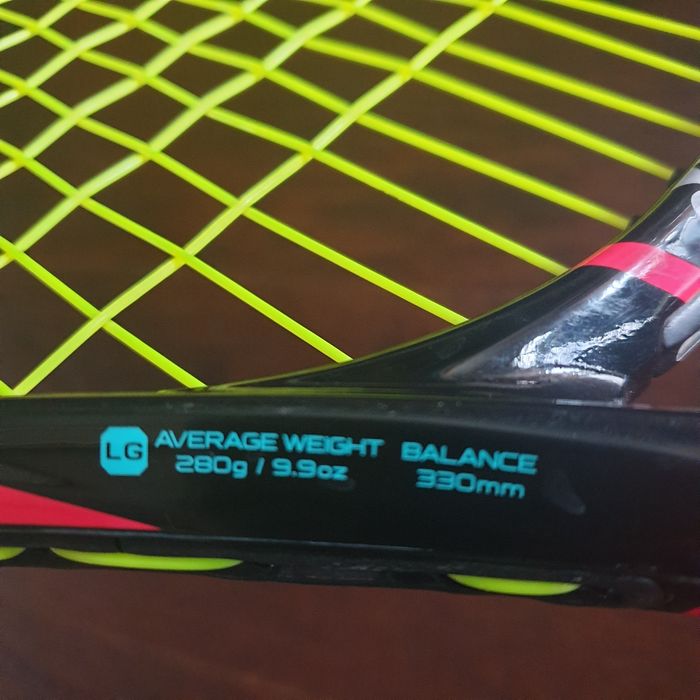 LG
AVERAGE WEIGHT
280g / 9.9oz
BALANCE
330mm